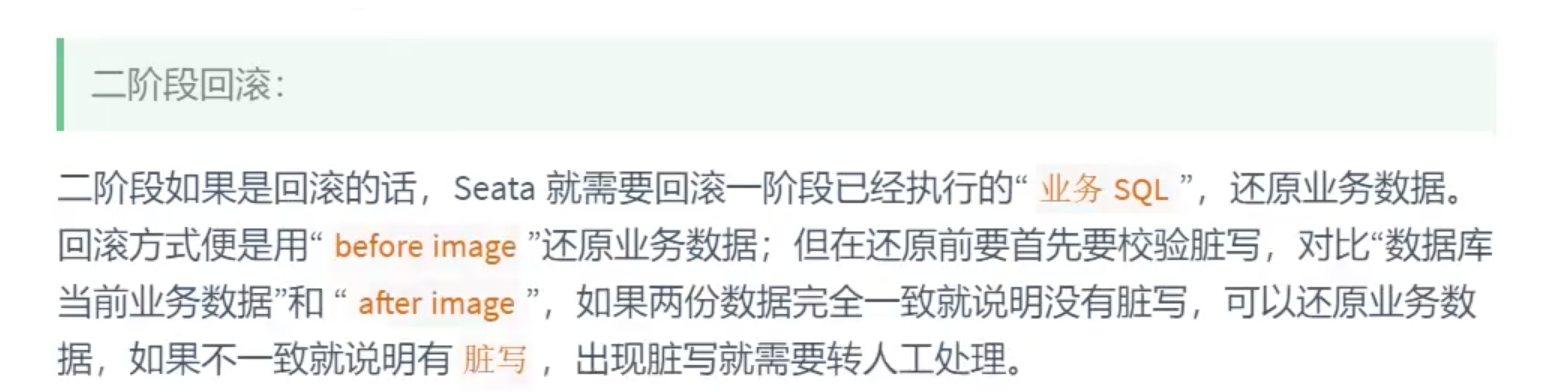 二阶段回滚：
二阶段如果是回滚的话，Seata 就需要回滚一阶段已经执行的“ 业务 SQL ”，还原业务数据。
回滚方式便是用“ before image ”还原业务数据；但在还原前要首先要校验脏写，对比“数据库
当前业务数据”和 “ after image ”，如果两份数据完全一致就说明没有脏写，可以还原业务数
据，如果不一致就说明有 脏写 ，出现脏写就需要转人工处理。